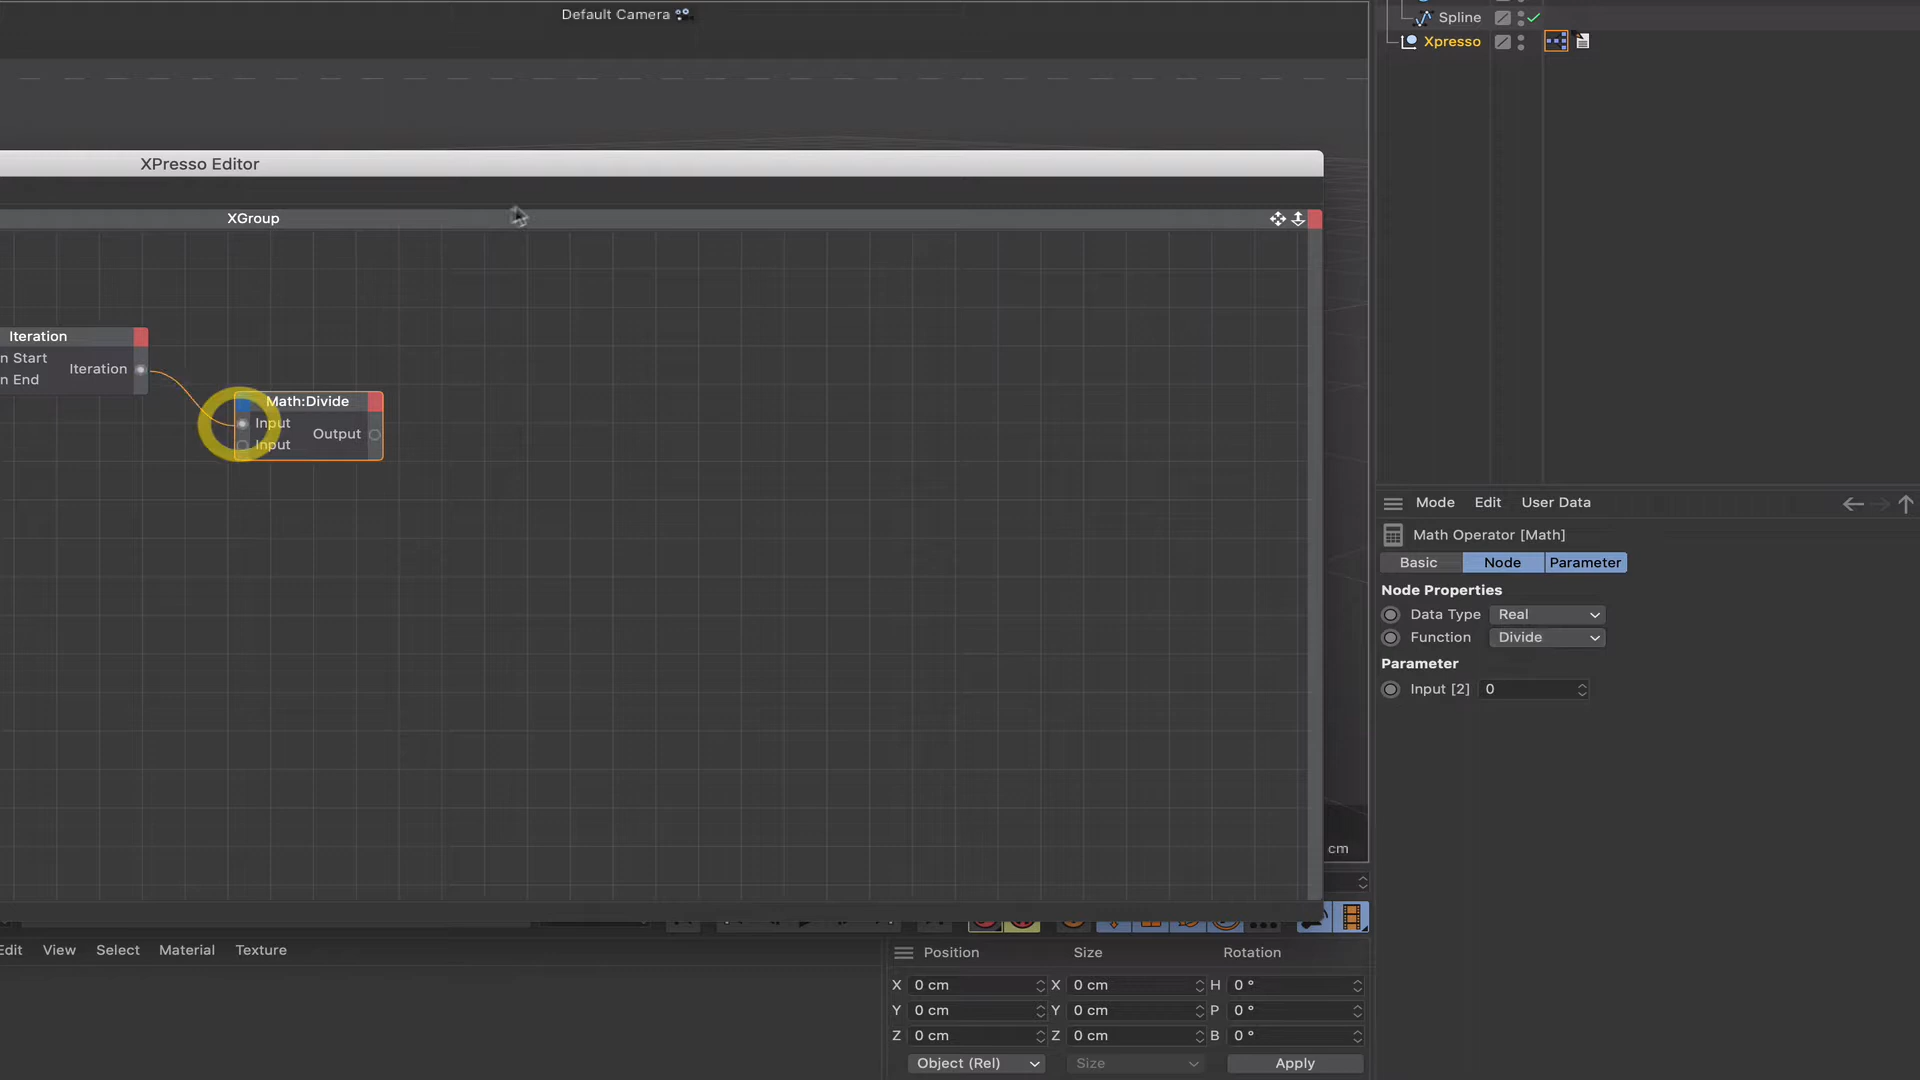 Default Camera
Spline
Xpresso
XPresso Editor
XGroup
Iteration
n Start
Iteration
n End
Math:Divide
Input
Output
Input
cm
Mode Edit User Data
Math Operator [Math]
Basic Node Parameter
Node Properties
Data Type Real
Function Divide
Parameter
Input [2] 0
Edit View Select Material Texture
Position Size Rotation
X 0 cm X 0 cm H 0 °
Y 0 cm Y 0 cm P 0 °
Z 0 cm Z 0 cm B 0 °
Object (Rel) Size Apply